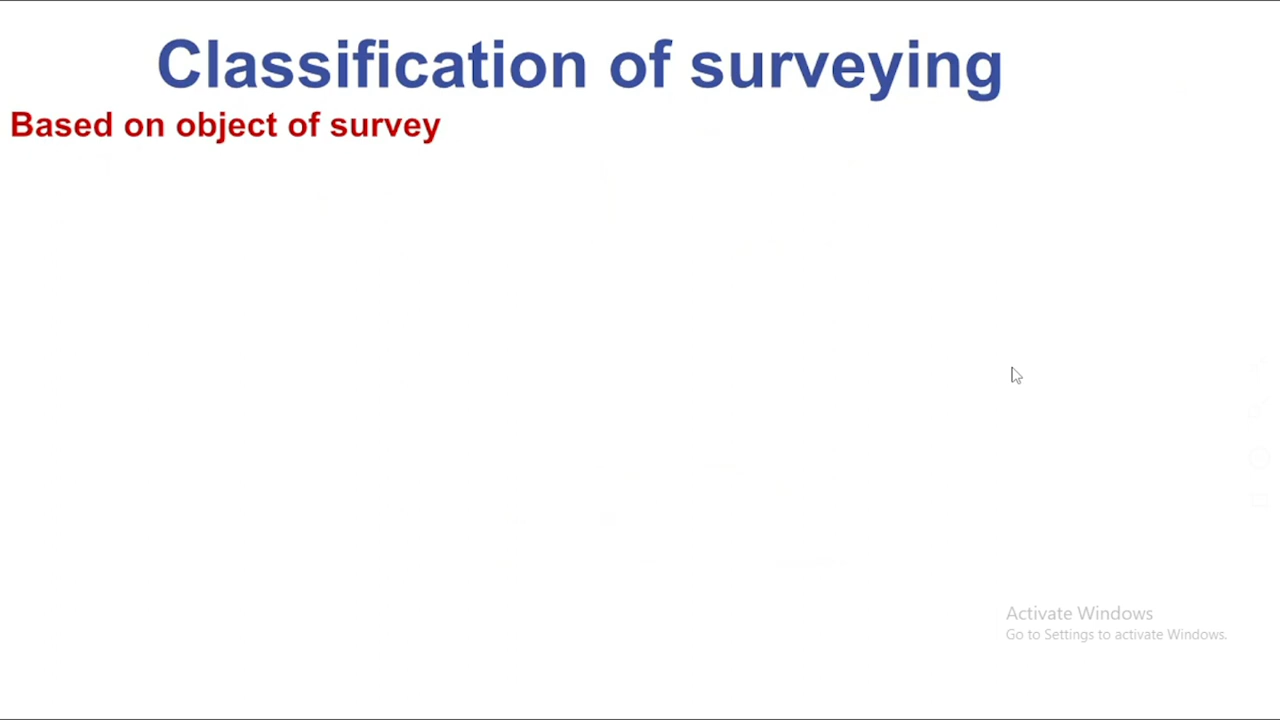 Classification of surveying
Based on object of survey
Activate Windows
Go to Settings to activate Windows.